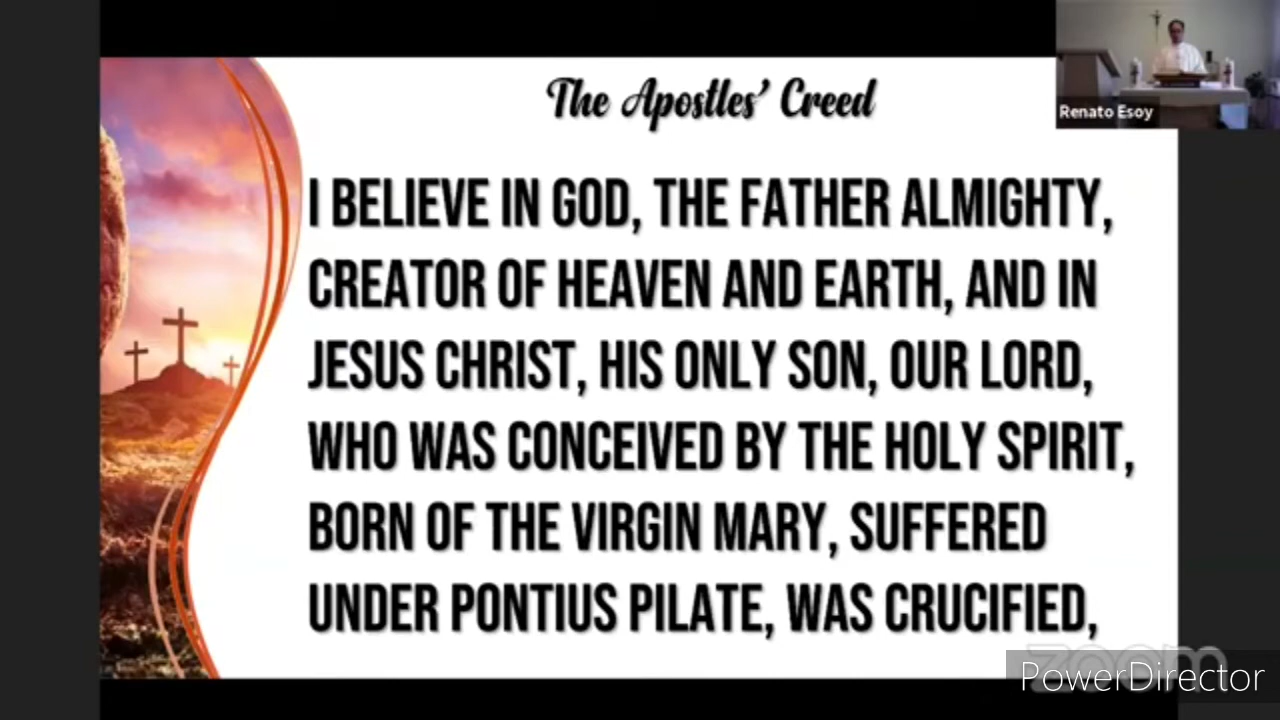 The Apostles' Creed
Renato Esoy
I BELIEVE IN GOD, THE FATHER ALMIGHTY,
CREATOR OF HEAVEN AND EARTH, AND IN
JESUS CHRIST, HIS ONLY SON, OUR LORD,
WHO WAS CONCEIVED BY THE HOLY SPIRIT,
BORN OF THE VIRGIN MARY, SUFFERED
UNDER PONTIUS PILATE, WAS CRUCIFIED,
zoom
PowerDirector